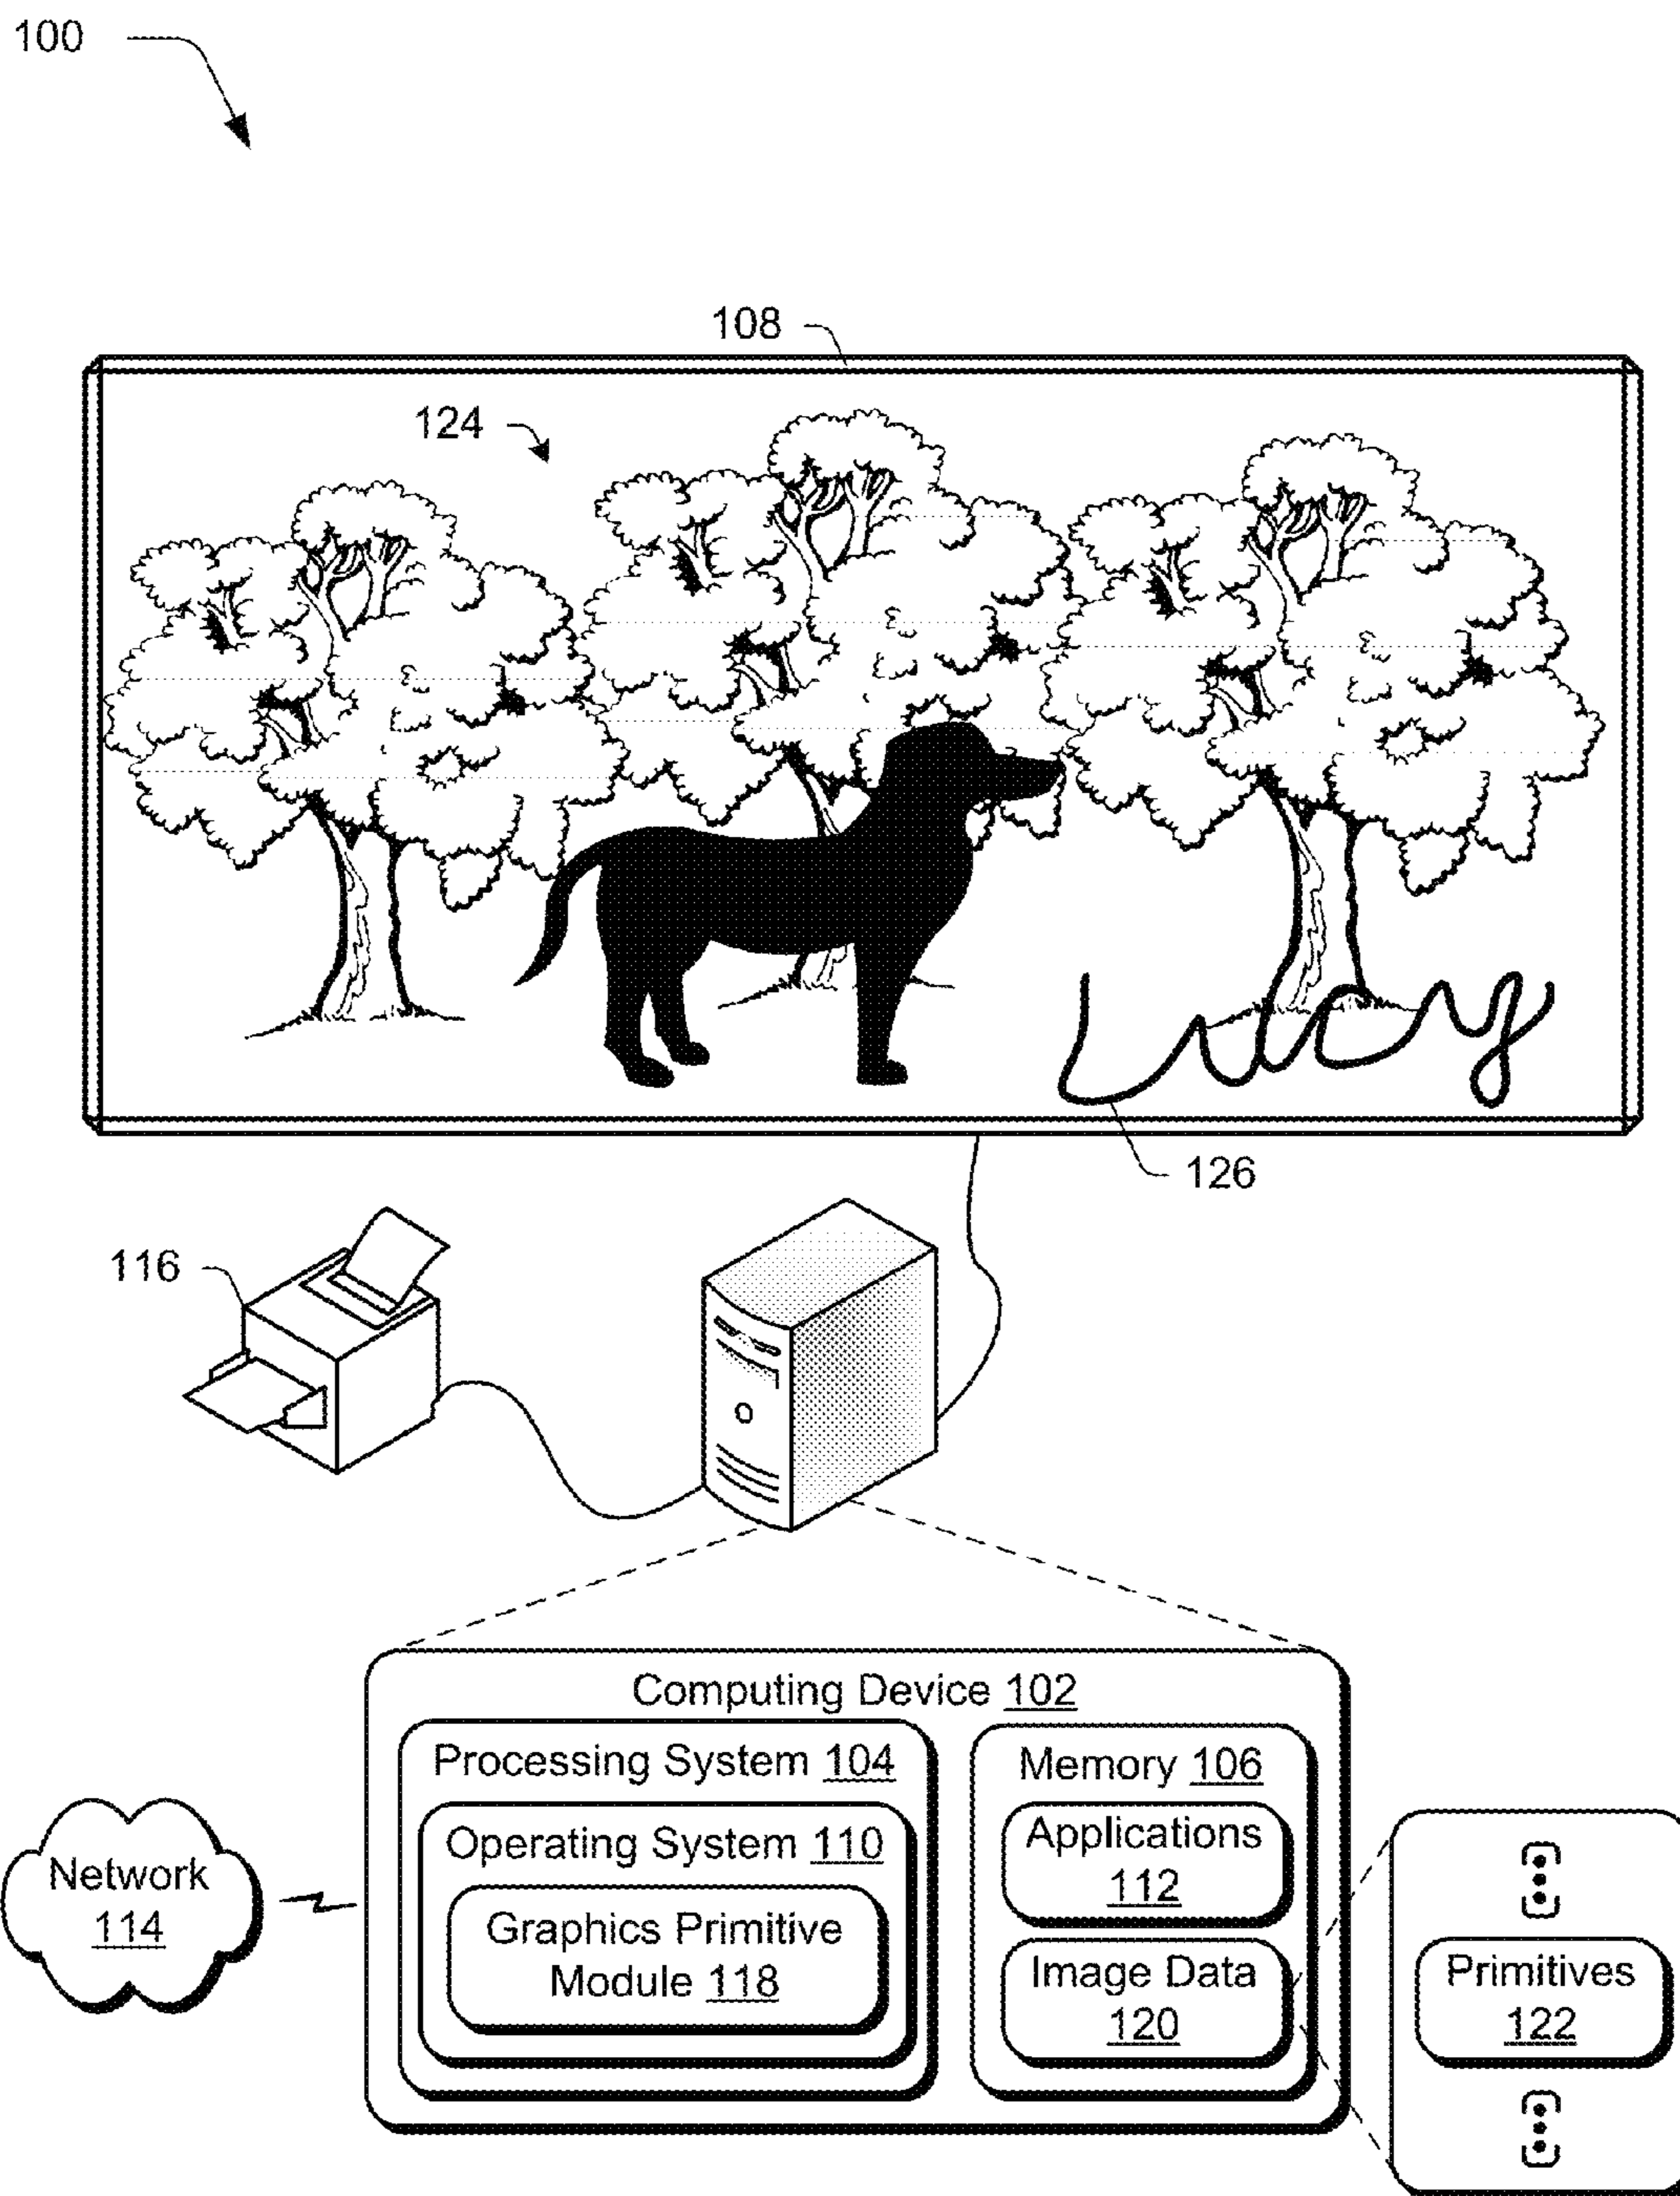 100
108
124
Lucy
126
116
Computing Device 102
Processing System 104
Operating System 110
Graphics Primitive
Module 118
Memory 106
Applications
112
Image Data
120
Network
114
Primitives
122